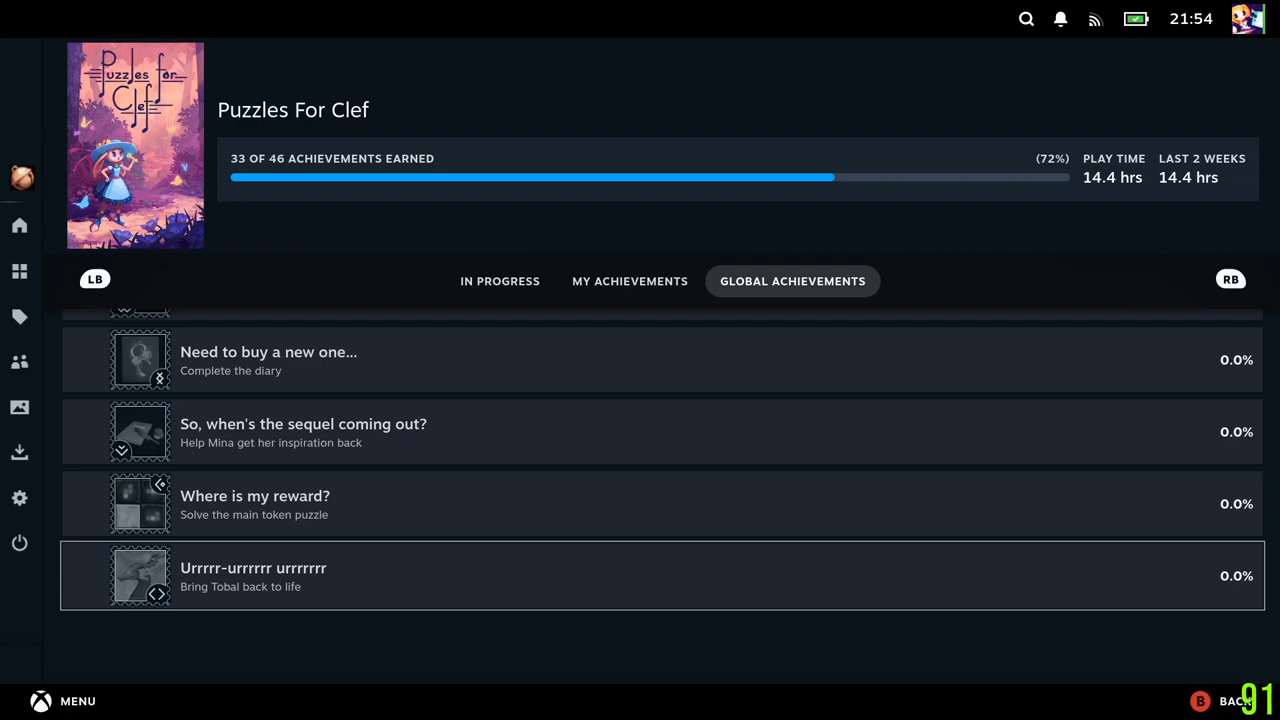 21:54
Puzzles for
Clef
Puzzles For Clef
33 OF 46 ACHIEVEMENTS EARNED
(72%)
PLAY TIME
LAST 2 WEEKS
14.4 hrs
14.4 hrs
LB
IN PROGRESS
MY ACHIEVEMENTS
GLOBAL ACHIEVEMENTS
RB
Need to buy a new one...
Complete the diary
0.0%
So, when's the sequel coming out?
Help Mina get her inspiration back
0.0%
Where is my reward?
Solve the main token puzzle
0.0%
Urrrrr-urrrrrr urrrrrrr
Bring Tobal back to life
0.0%
MENU
B
BACK
91